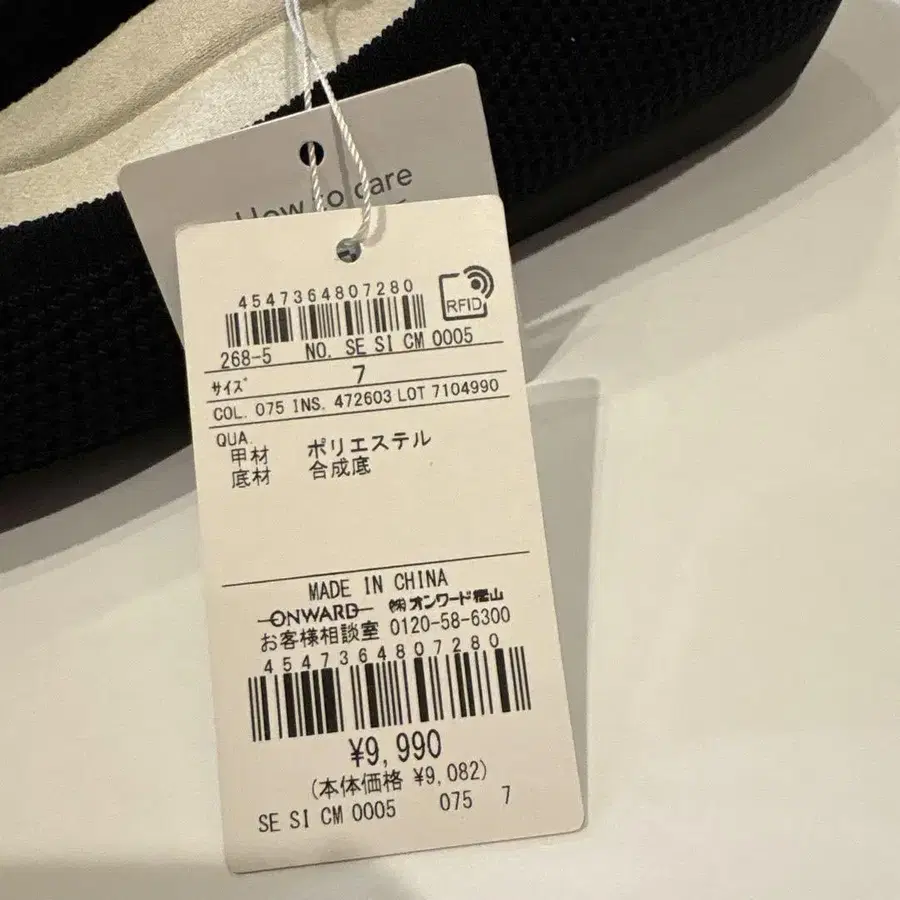 How to care
4547364807280
RFID
268-5 NO. SE SI CM 0005
サイズ 7
COL. 075 INS. 472603 LOT 7104990
QUA.
甲材 ポリエステル
底材 合成底
MADE IN CHINA
ONWARD ㈱オンワード樫山
お客様相談室 0120-58-6300
4547364807280
¥9,990
(本体価格 ¥9,082)
SE SI CM 0005 075 7